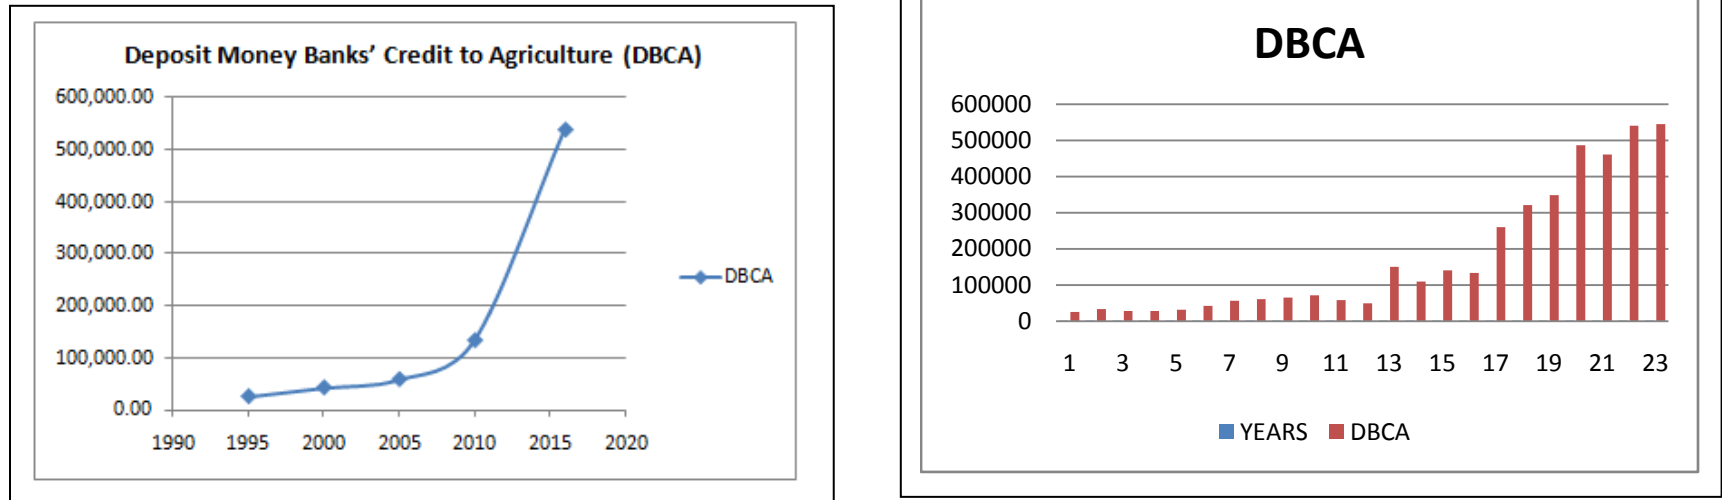 Deposit Money Banks’ Credit to Agriculture (DBCA)
600,000.00
500,000.00
400,000.00
300,000.00
200,000.00
100,000.00
0.00
1990 1995 2000 2005 2010 2015 2020
DBCA
DBCA
600000
500000
400000
300000
200000
100000
0
1 3 5 7 9 11 13 15 17 19 21 23
YEARS DBCA